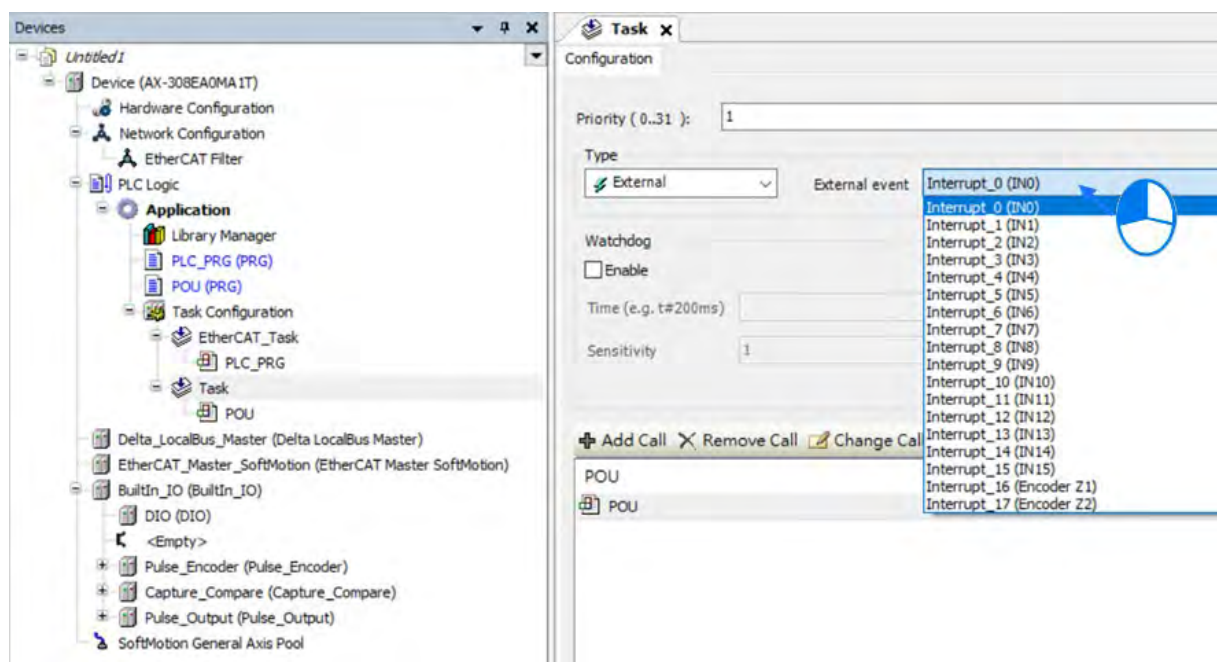 Devices
Untitled1
Device (AX-308EA0MA1T)
Hardware Configuration
Network Configuration
EtherCAT Filter
PLC Logic
Application
Library Manager
PLC_PRG (PRG)
POU (PRG)
Task Configuration
EtherCAT_Task
PLC_PRG
Task
POU
Delta_LocalBus_Master (Delta LocalBus Master)
EtherCAT_Master_SoftMotion (EtherCAT Master SoftMotion)
BuiltIn_IO (BuiltIn_IO)
DIO (DIO)
<Empty>
Pulse_Encoder (Pulse_Encoder)
Capture_Compare (Capture_Compare)
Pulse_Output (Pulse_Output)
SoftMotion General Axis Pool
Task
Configuration
Priority ( 0..31 ): 1
Type
External External event Interrupt_0 (IN0)
Interrupt_0 (IN0)
Interrupt_1 (IN1)
Interrupt_2 (IN2)
Interrupt_3 (IN3)
Interrupt_4 (IN4)
Interrupt_5 (IN5)
Interrupt_6 (IN6)
Interrupt_7 (IN7)
Interrupt_8 (IN8)
Interrupt_9 (IN9)
Interrupt_10 (IN10)
Interrupt_11 (IN11)
Interrupt_12 (IN12)
Interrupt_13 (IN13)
Interrupt_14 (IN14)
Interrupt_15 (IN15)
Interrupt_16 (Encoder Z1)
Interrupt_17 (Encoder Z2)
Watchdog
Enable
Time (e.g. t#200ms)
Sensitivity 1
Add Call Remove Call Change Cal
POU
POU